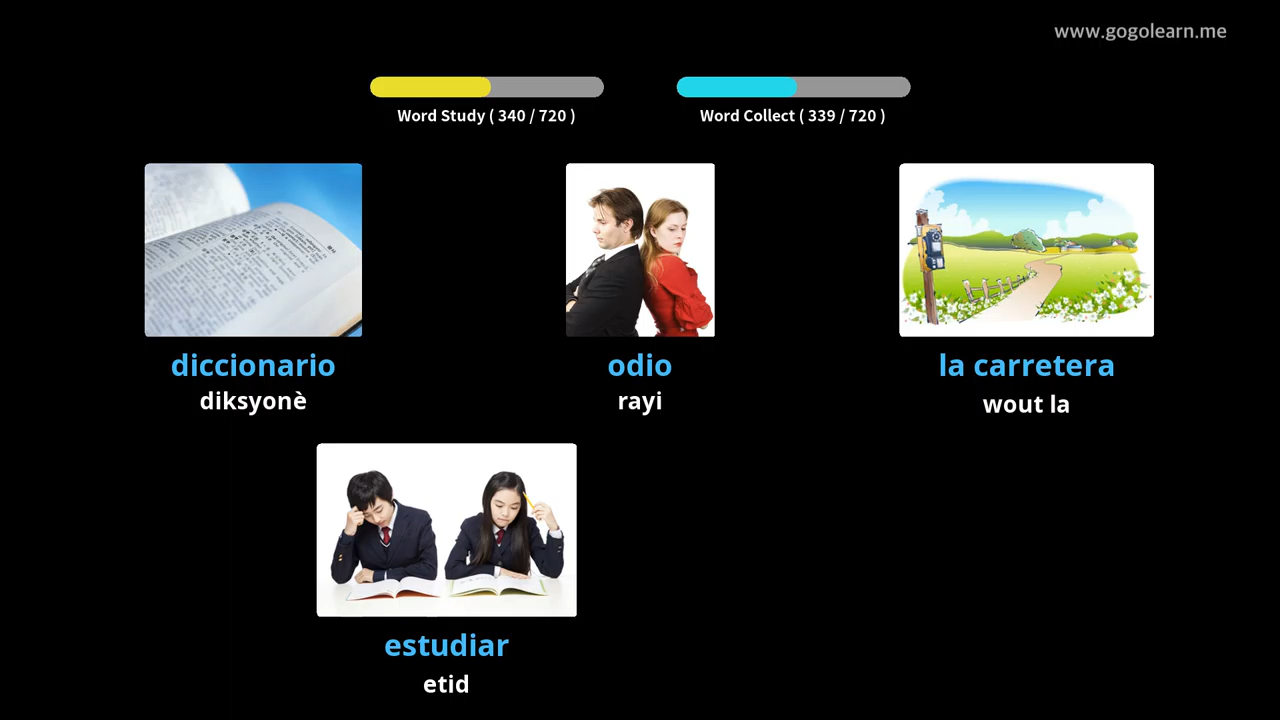 www.gogolearn.me
Word Study ( 340 / 720 )
Word Collect ( 339 / 720 )
diccionario
diksyonè
odio
rayi
la carretera
wout la
estudiar
etid